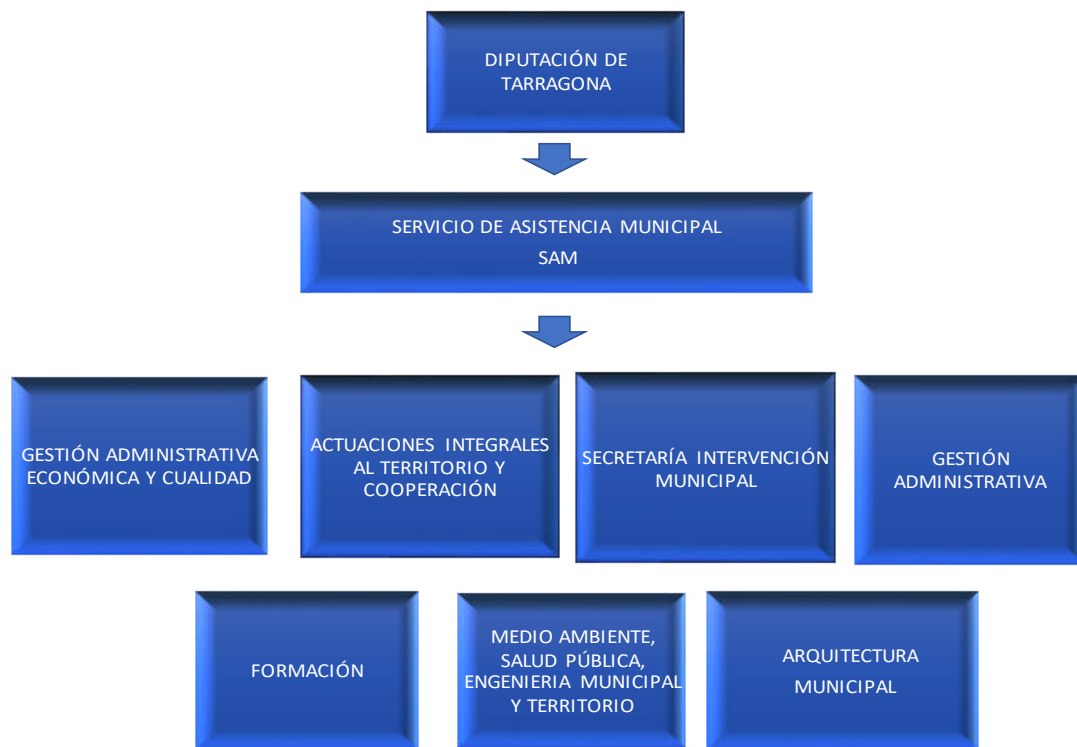 DIPUTACIÓN DE
TARRAGONA
SERVICIO DE ASISTENCIA MUNICIPAL
SAM
GESTIÓN ADMINISTRATIVA
ECONÓMICA Y CUALIDAD
ACTUACIONES INTEGRALES
AL TERRITORIO Y
COOPERACIÓN
SECRETARÍA INTERVENCIÓN
MUNICIPAL
GESTIÓN
ADMINISTRATIVA
FORMACIÓN
MEDIO AMBIENTE,
SALUD PÚBLICA,
ENGENIERIA MUNICIPAL
Y TERRITORIO
ARQUITECTURA
MUNICIPAL